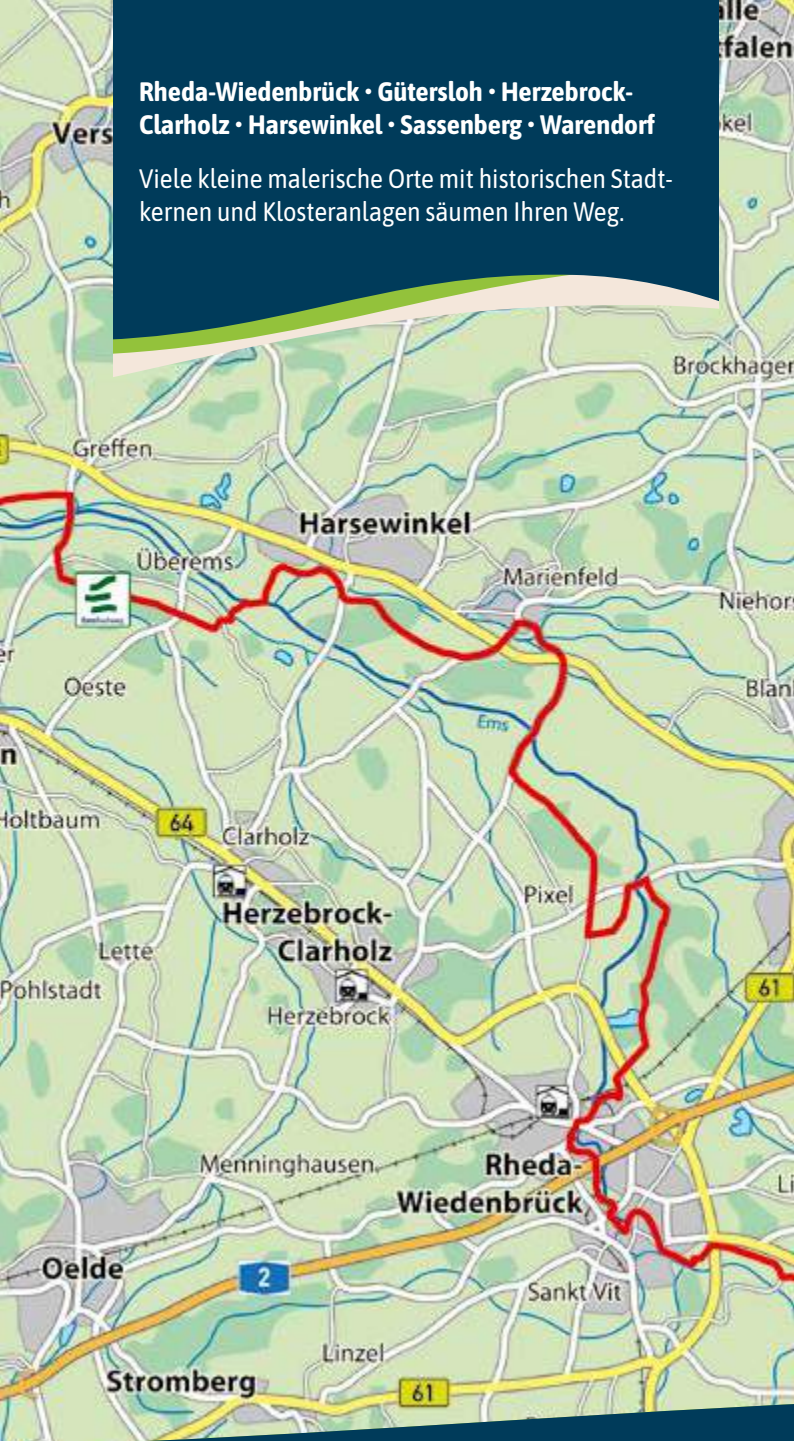 Rheda-Wiedenbrück · Gütersloh · Herzebrock-
Clarholz · Harsewinkel · Sassenberg · Warendorf
Viele kleine malerische Orte mit historischen Stadt-
kernen und Klosteranlagen säumen Ihren Weg.
Brockhagen
Greffen
Harsewinkel
Überems
Marienfeld
Oeste
Ems
64
Clarholz
Pixel
Herzebrock-
Clarholz
Lette
Pohlstadt
61
Herzebrock
Menninghausen
Rheda-
Wiedenbrück
Oelde
2
Sankt Vit
Linzel
Stromberg
61